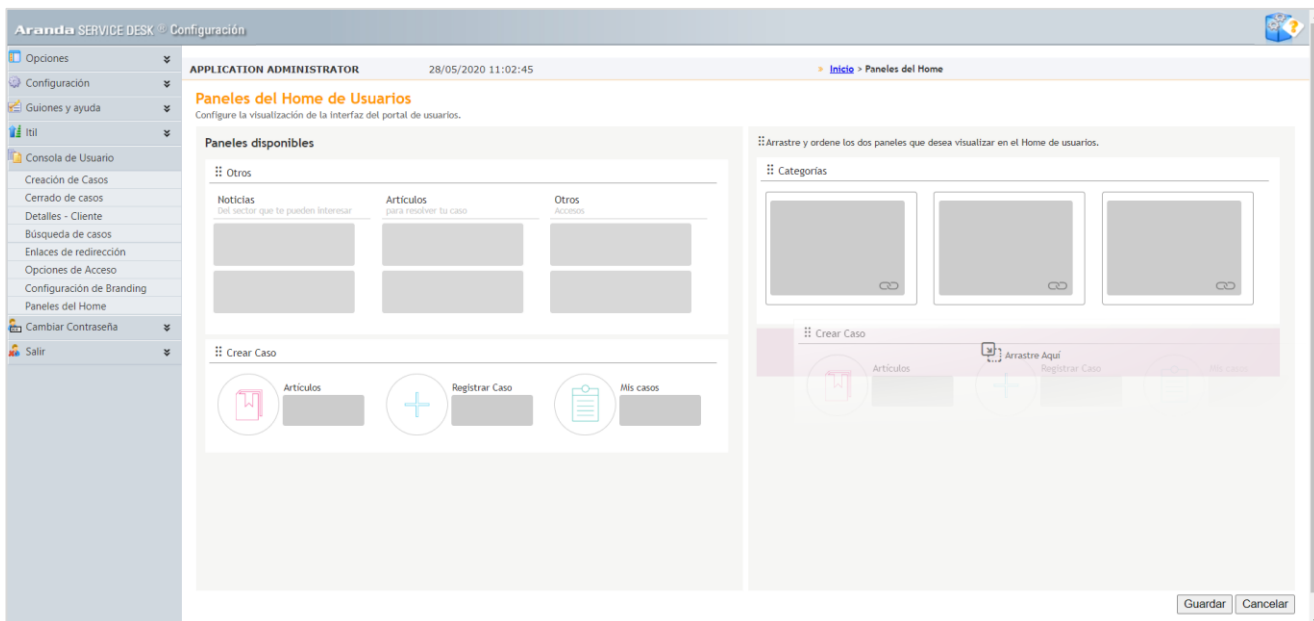 Aranda SERVICE DESK ® Configuración
Opciones
Configuración
Guiones y ayuda
Itil
Consola de Usuario
Creación de Casos
Cerrado de casos
Detalles - Cliente
Búsqueda de casos
Enlaces de redirección
Opciones de Acceso
Configuración de Branding
Paneles del Home
Cambiar Contraseña
Salir
APPLICATION ADMINISTRATOR 28/05/2020 11:02:45 » Inicio > Paneles del Home
Paneles del Home de Usuarios
Configure la visualización de la interfaz del portal de usuarios.
Paneles disponibles
Otros
Noticias Artículos Otros
Del sector que te pueden interesar para resolver tu caso Accesos
Crear Caso
Artículos Registrar Caso Mis casos
Arrastre y ordene los dos paneles que desea visualizar en el Home de usuarios.
Categorías
Crear Caso
Arrastre Aquí
Artículos Registrar Caso Mis casos
Guardar Cancelar